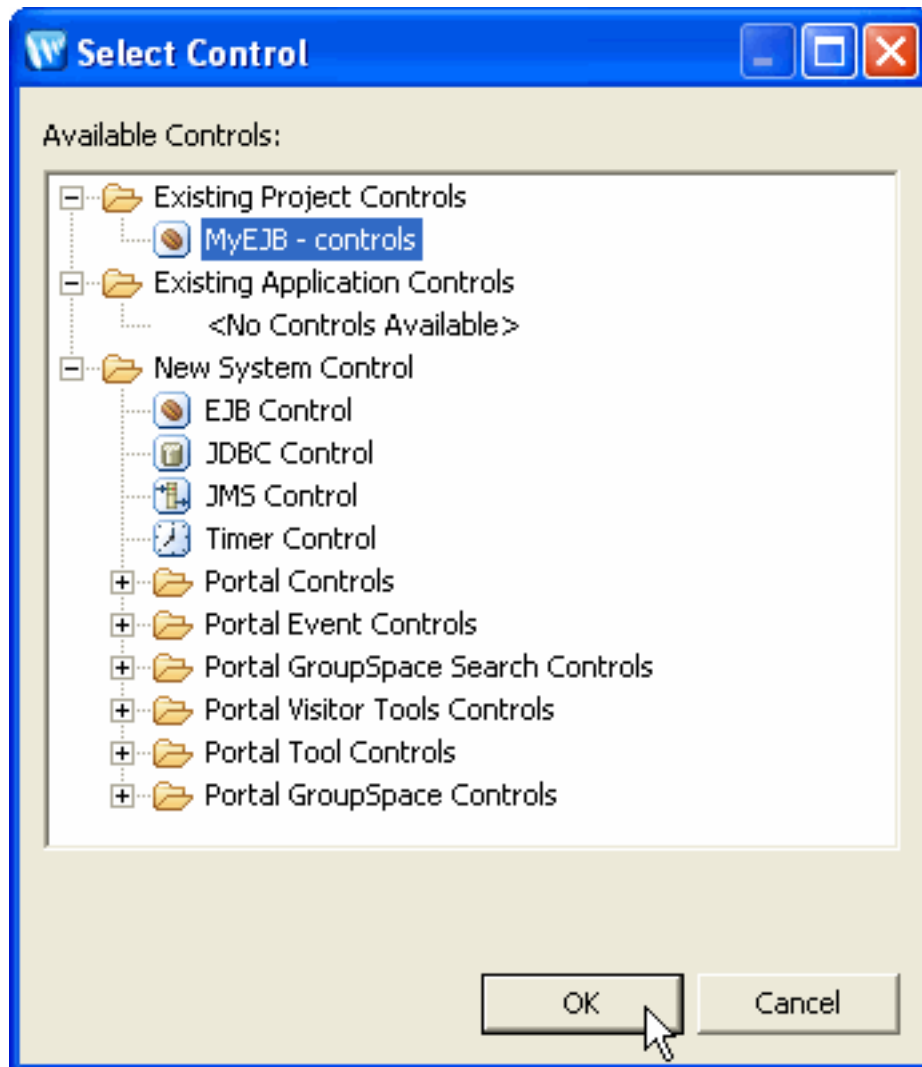 Select Control
Available Controls:
Existing Project Controls
MyEJB - controls
Existing Application Controls
<No Controls Available>
New System Control
EJB Control
JDBC Control
JMS Control
Timer Control
Portal Controls
Portal Event Controls
Portal GroupSpace Search Controls
Portal Visitor Tools Controls
Portal Tool Controls
Portal GroupSpace Controls
OK Cancel